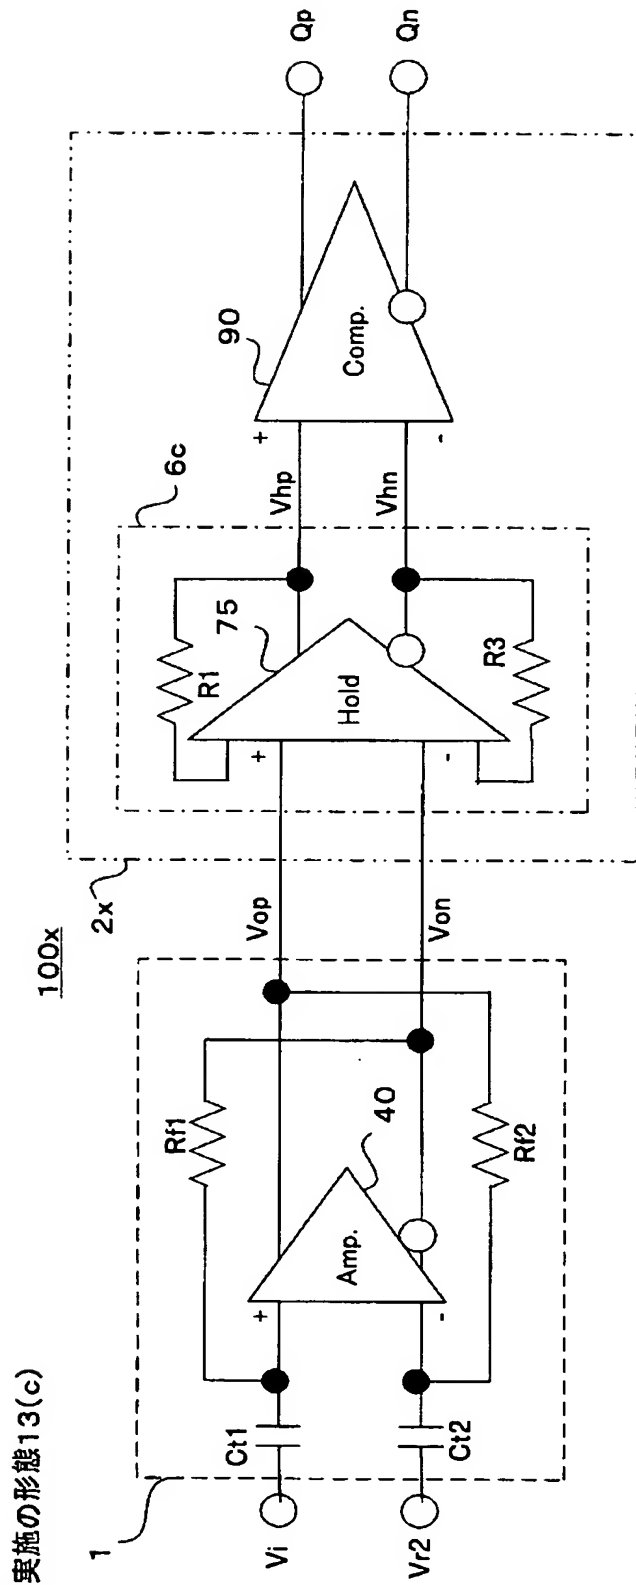 実施の形態13(c)
100x
1
2x
6c
Vi
Vr2
Ct1
Ct2
Rf1
Rf2
+
-
Amp.
40
Vop
Von
+
-
Hold
75
R1
R3
Vhp
Vhn
+
-
Comp.
90
Qp
Qn